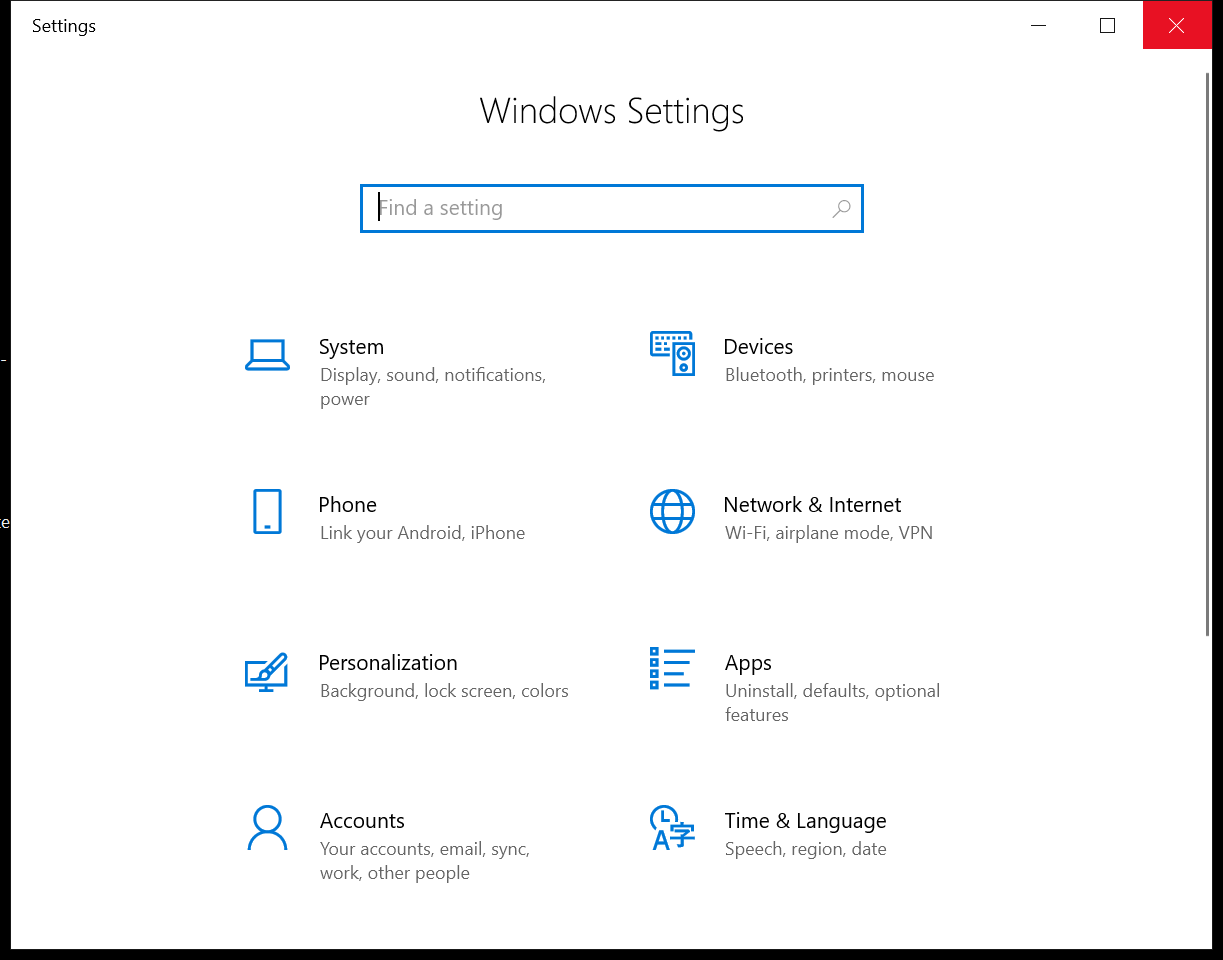 Settings
Windows Settings
Find a setting
System
Display, sound, notifications,
power
Devices
Bluetooth, printers, mouse
Phone
Link your Android, iPhone
Network & Internet
Wi-Fi, airplane mode, VPN
Personalization
Background, lock screen, colors
Apps
Uninstall, defaults, optional
features
Accounts
Your accounts, email, sync,
work, other people
Time & Language
Speech, region, date